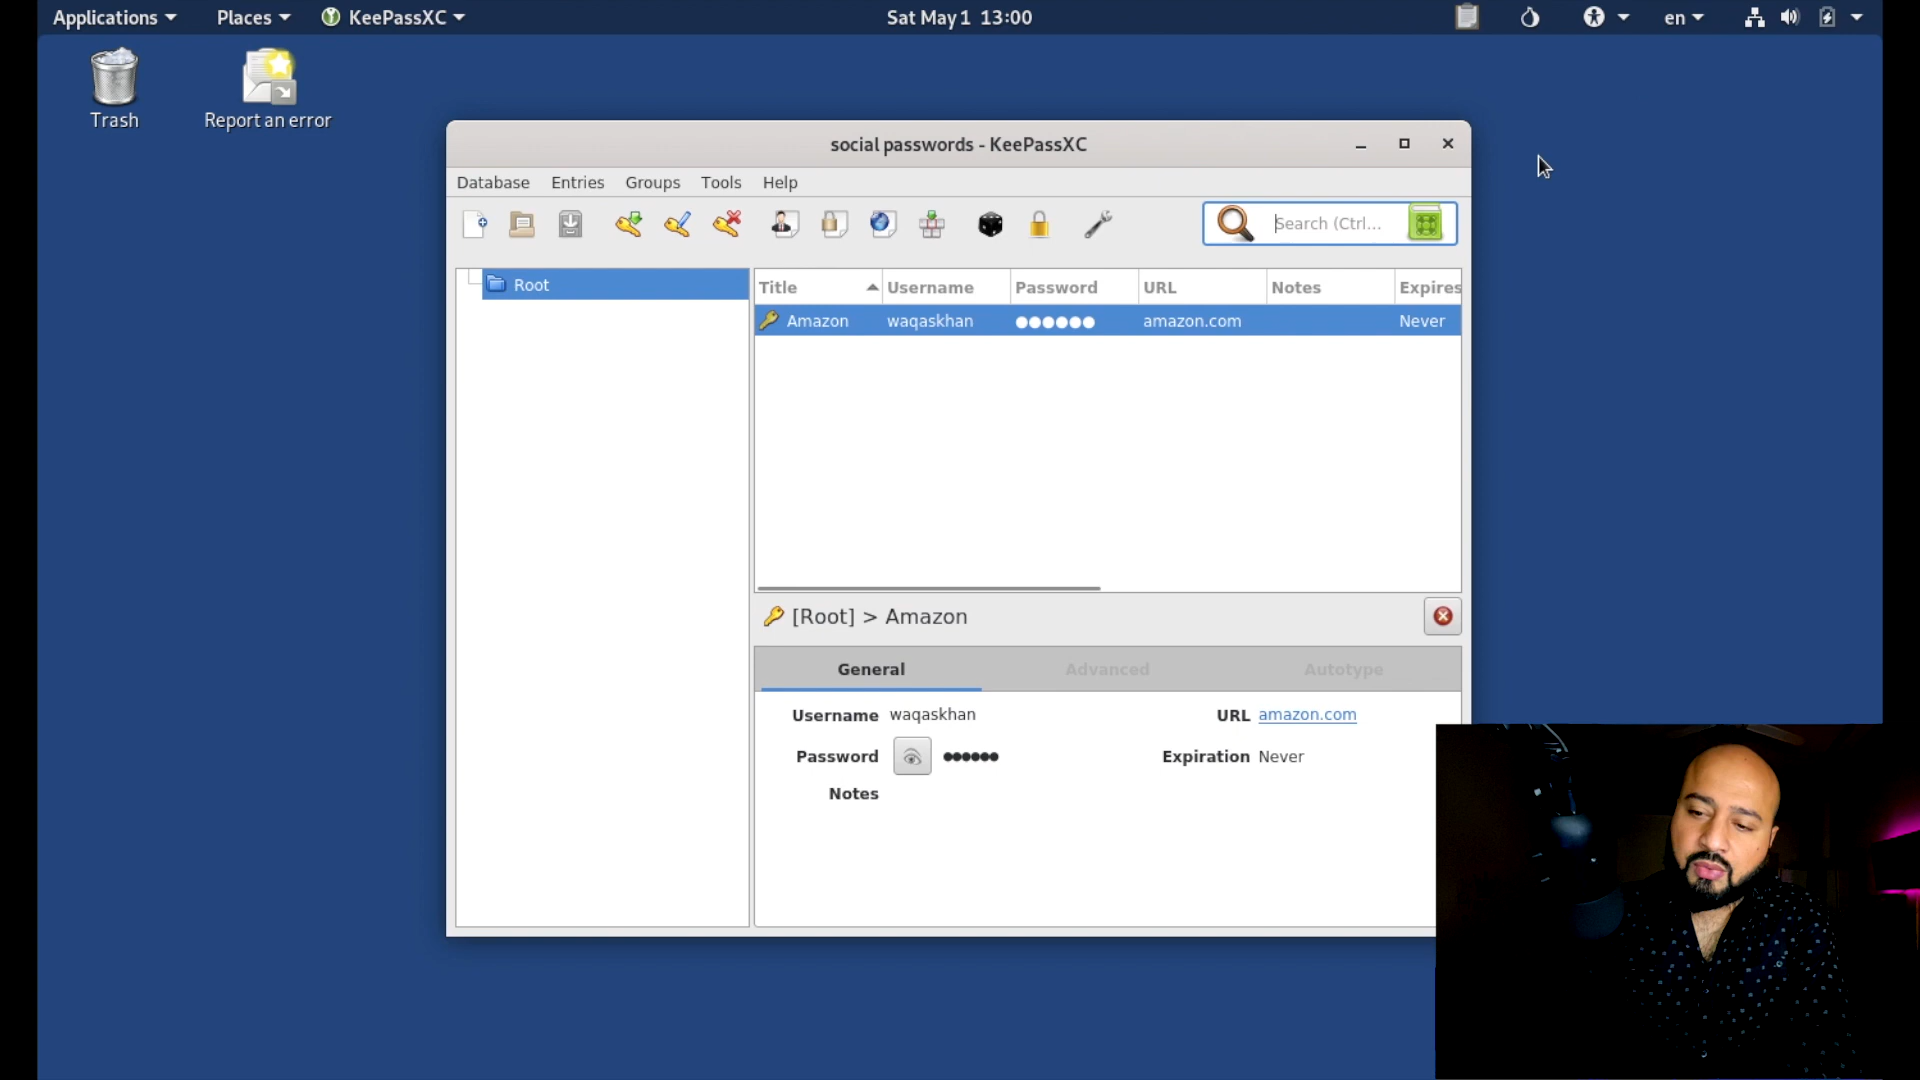 Applications Places KeePassXC Sat May 1 13:00 en
Trash
Report an error
social passwords - KeePassXC
Database Entries Groups Tools Help
Search (Ctrl...
Root
Title Username Password URL Notes Expires
Amazon waqaskhan ●●●●●● amazon.com Never
[Root] > Amazon
General Advanced Autotype
Username waqaskhan URL amazon.com
Password ●●●●●● Expiration Never
Notes